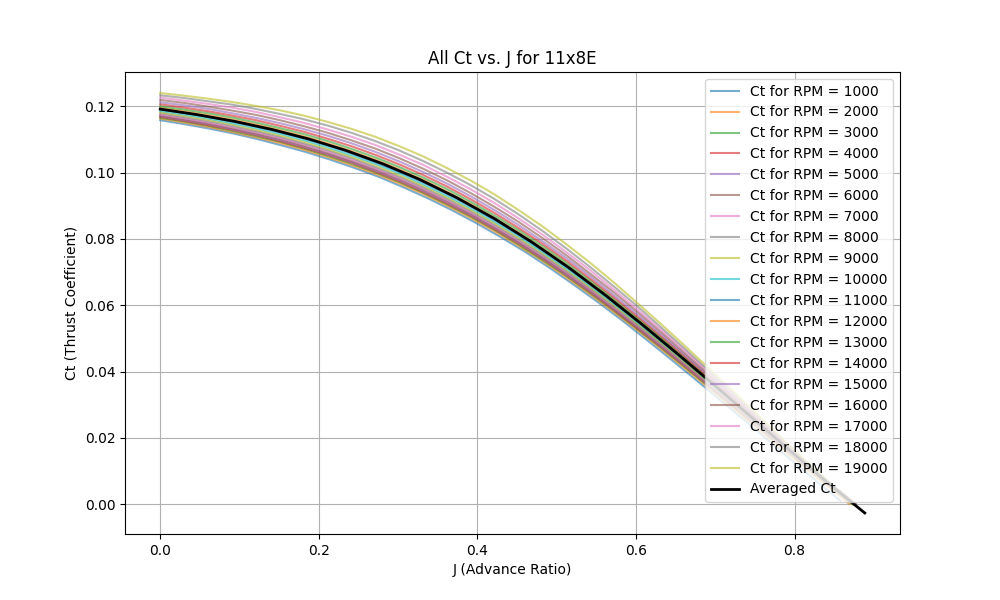 All Ct vs. J for 11x8E
Ct (Thrust Coefficient)
0.12
0.10
0.08
0.06
0.04
0.02
0.00
Ct for RPM = 1000
Ct for RPM = 2000
Ct for RPM = 3000
Ct for RPM = 4000
Ct for RPM = 5000
Ct for RPM = 6000
Ct for RPM = 7000
Ct for RPM = 8000
Ct for RPM = 9000
Ct for RPM = 10000
Ct for RPM = 11000
Ct for RPM = 12000
Ct for RPM = 13000
Ct for RPM = 14000
Ct for RPM = 15000
Ct for RPM = 16000
Ct for RPM = 17000
Ct for RPM = 18000
Ct for RPM = 19000
Averaged Ct
0.0 0.2 0.4 0.6 0.8
J (Advance Ratio)